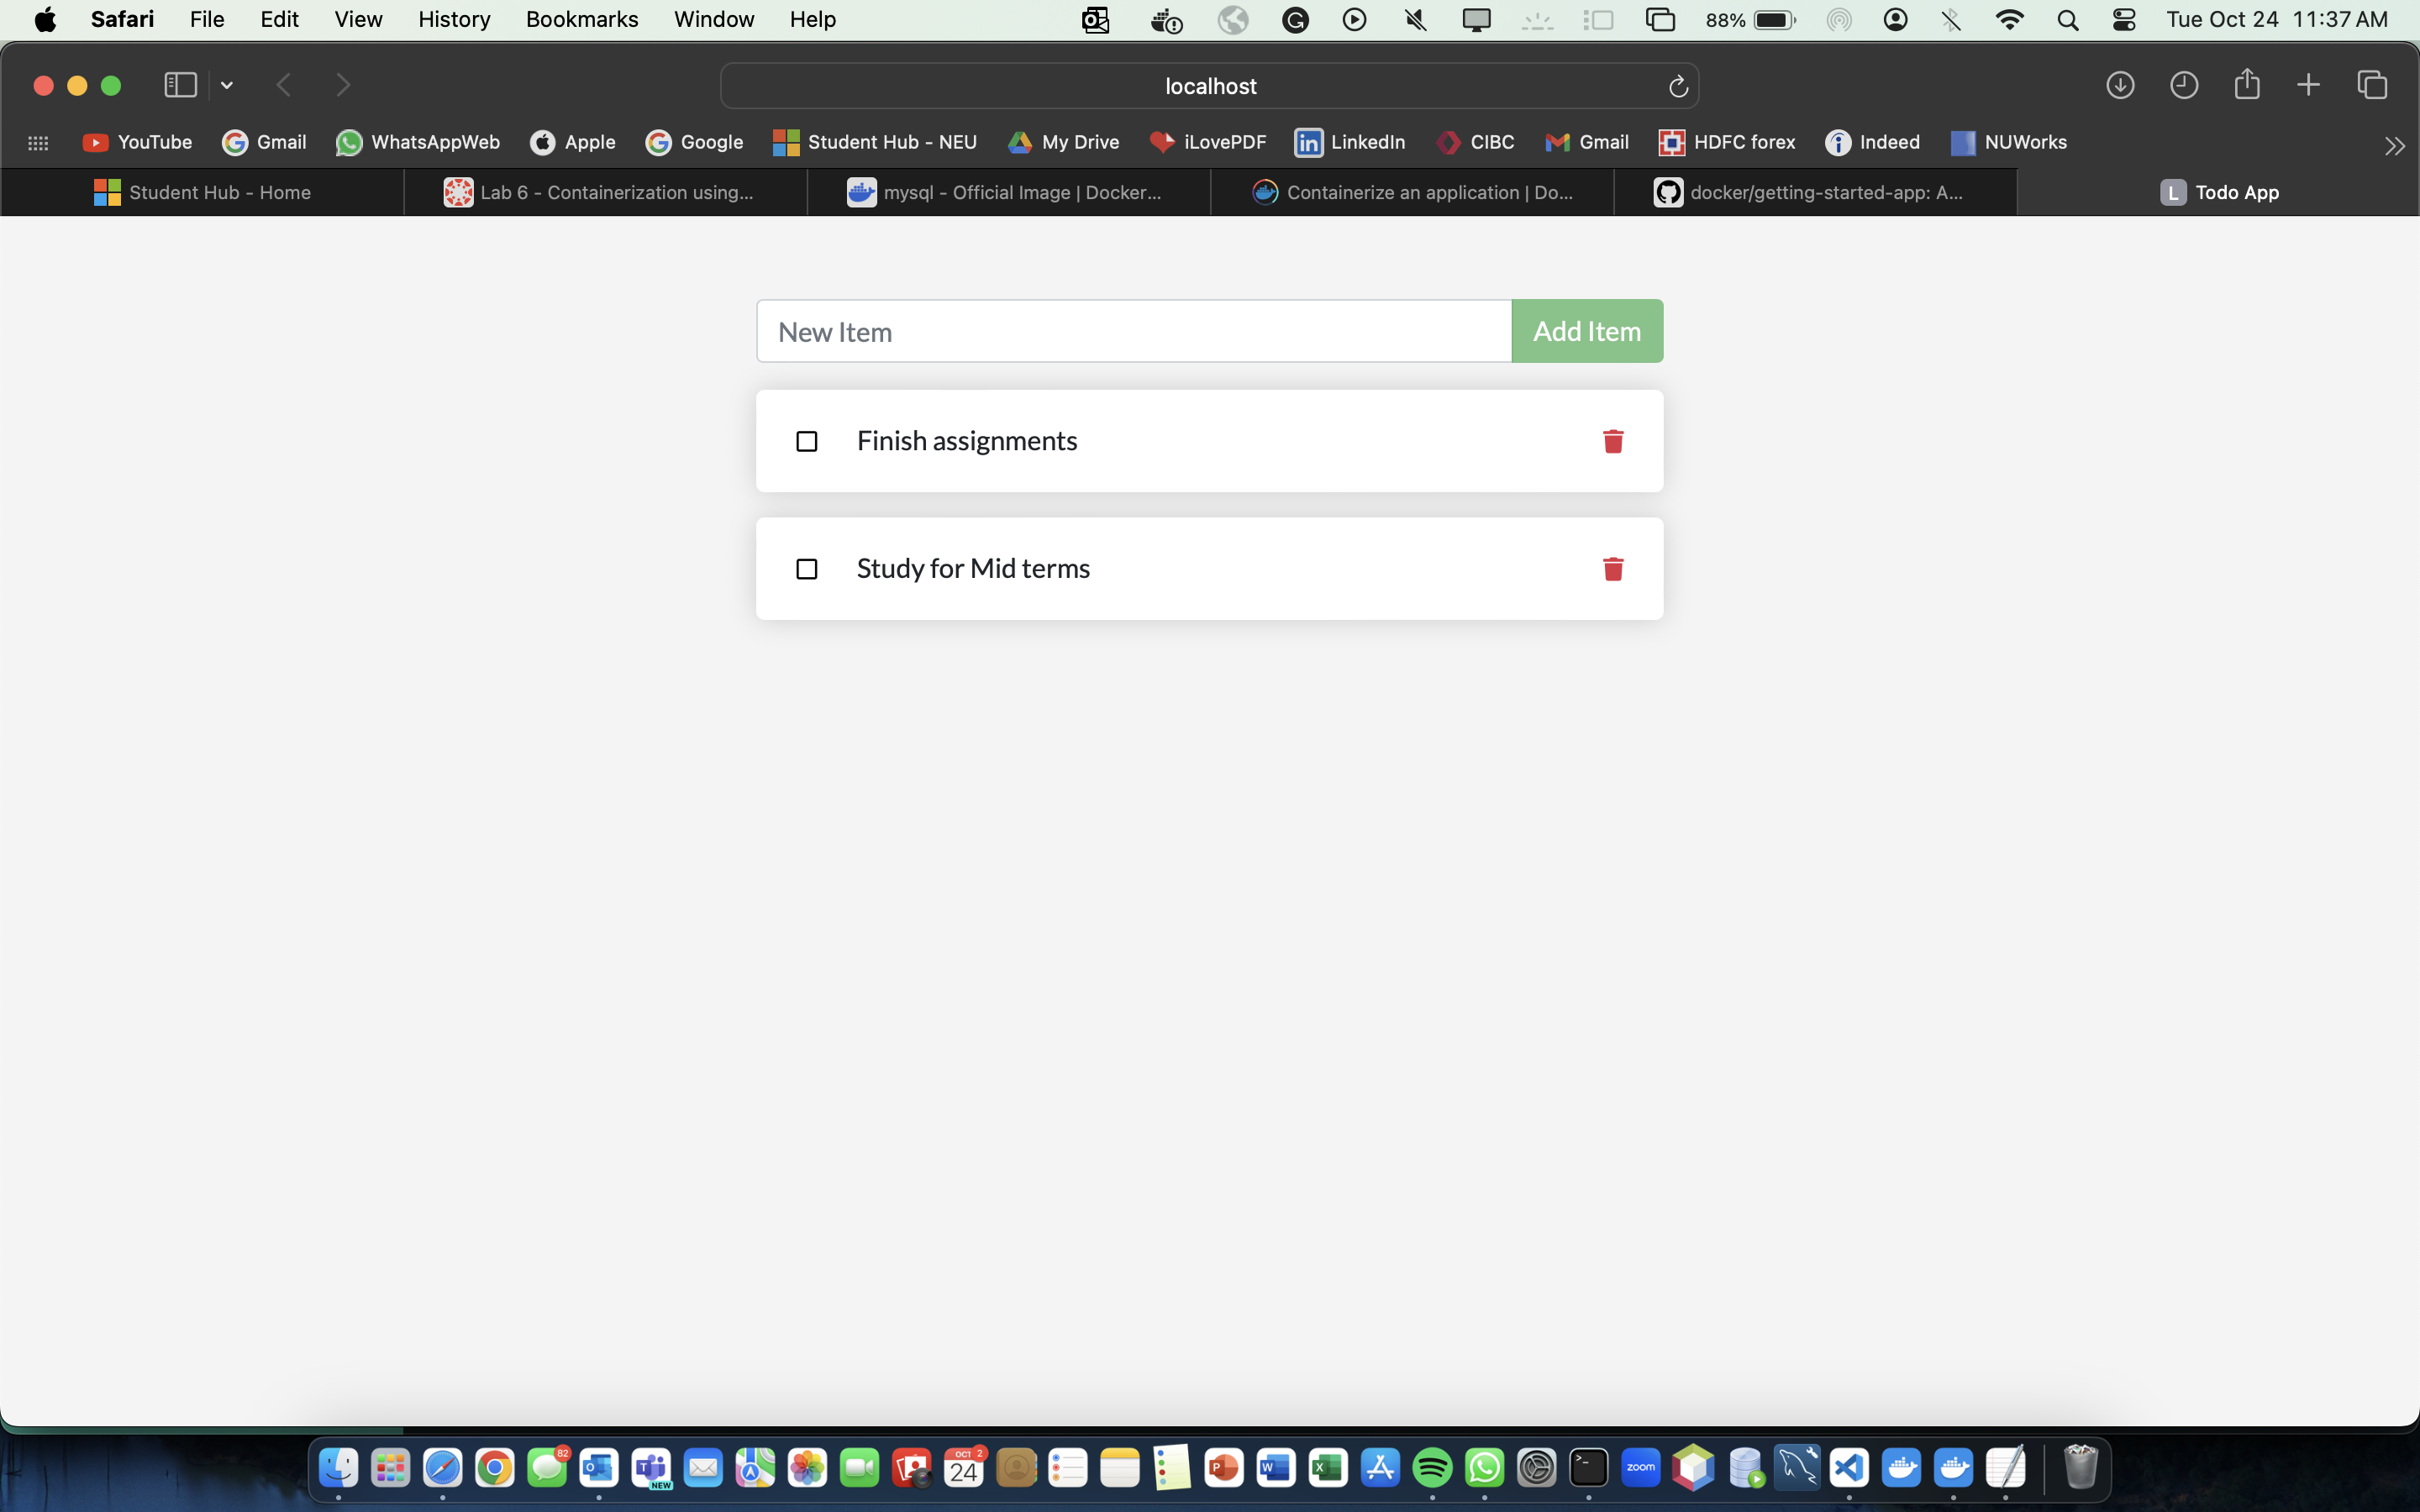 Safari File Edit View History Bookmarks Window Help 88% Tue Oct 24 11:37 AM
localhost
YouTube Gmail WhatsAppWeb Apple Google Student Hub - NEU My Drive iLovePDF LinkedIn CIBC Gmail HDFC forex Indeed NUWorks
Student Hub - Home Lab 6 - Containerization using... mysql - Official Image | Docker... Containerize an application | Do... docker/getting-started-app: A... L Todo App
New Item Add Item
Finish assignments
Study for Mid terms
82 NEW OCT 24 2 zoom